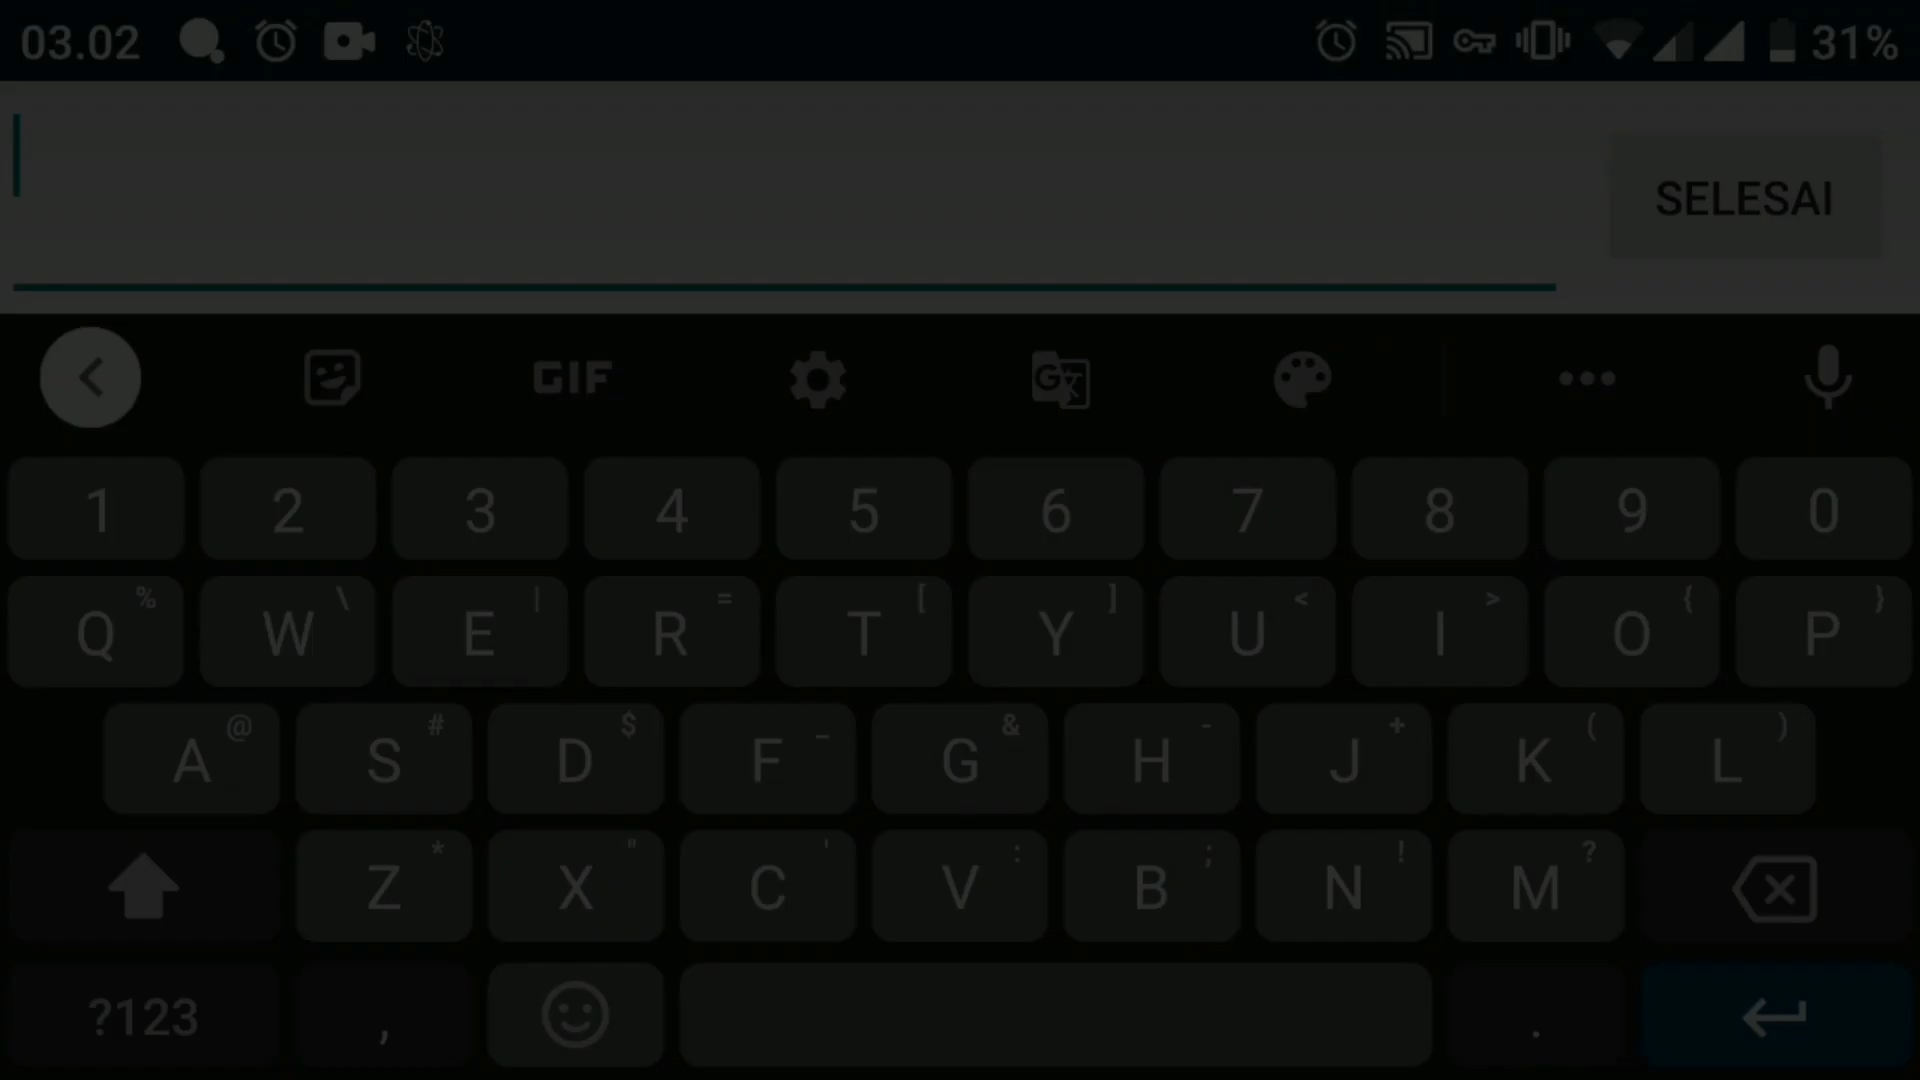 03.02 31%
SELESAI
GIF G
1 2 3 4 5 6 7 8 9 0
Q % W \ E | R = T [ Y ] U < I > O { P }
A @ S # D $ F _ G & H - J + K ( L )
Z * X " C ' V : B ; N ! M ?
?123 , .